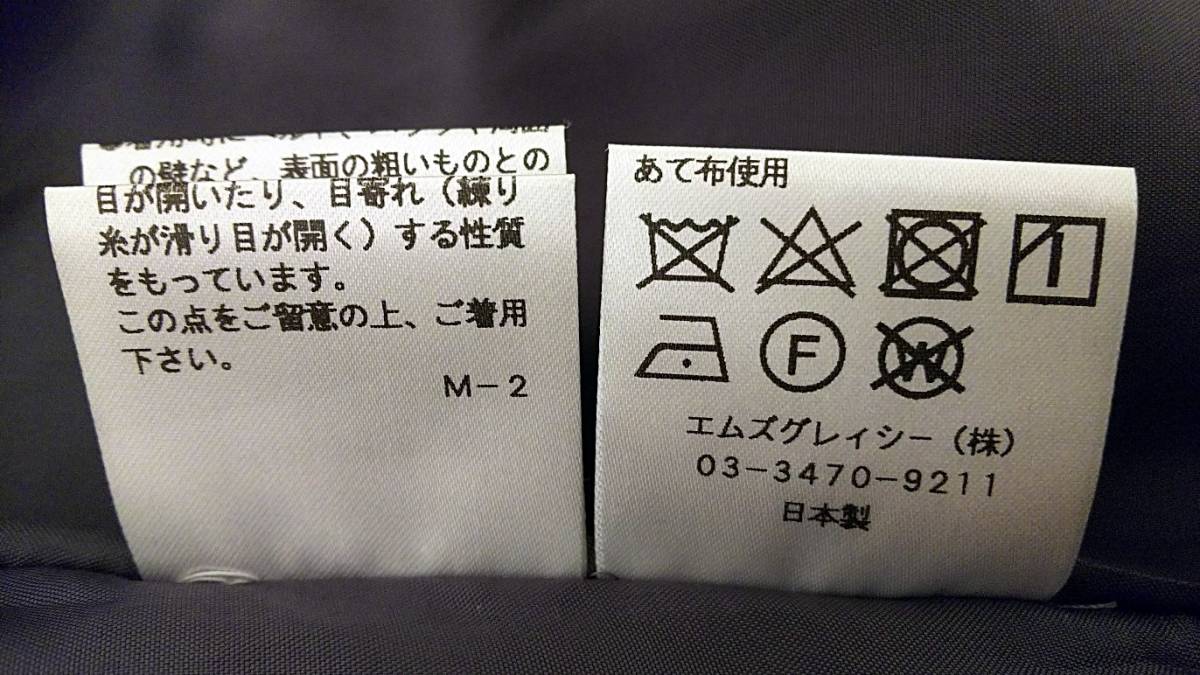 の壁など、表面の粗いものとの
目が開いたり、目寄れ（練り
糸が滑り目が開く）する性質
をもっています。
この点をご留意の上、ご着用
下さい。
M－2
あて布使用
F
W
エムズグレイシー（株）
03－3470－9211
日本製